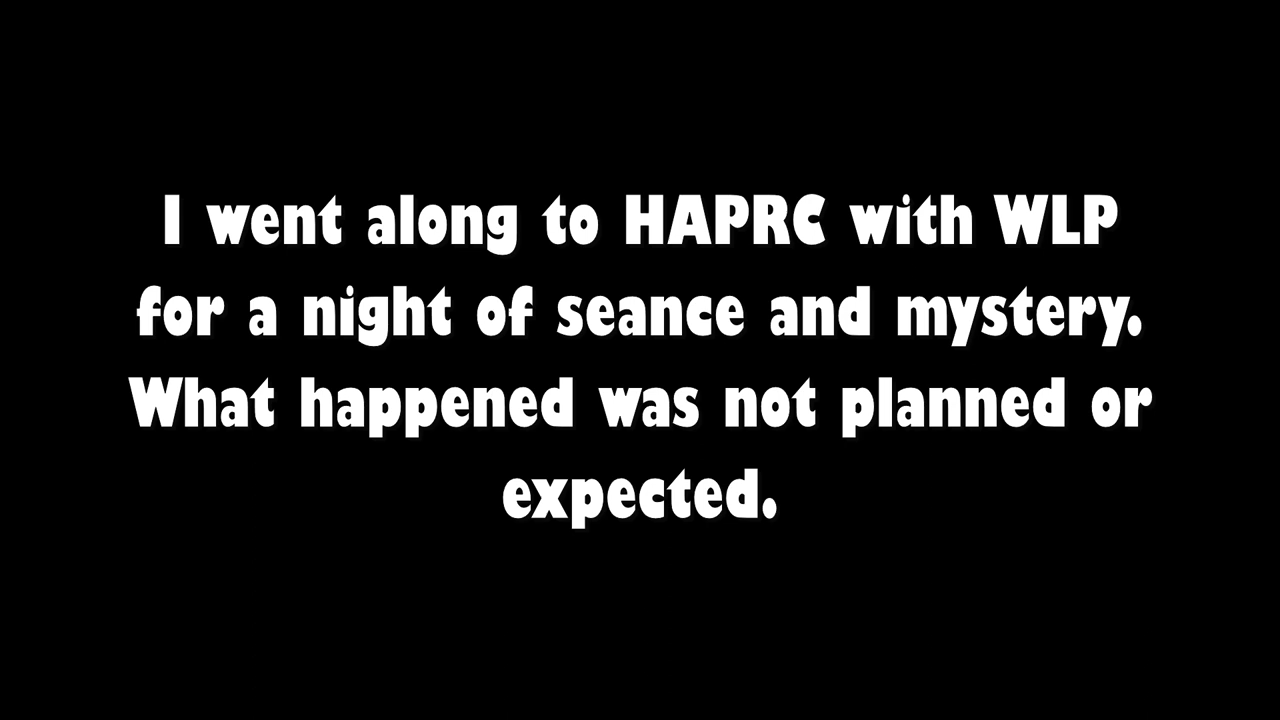 I went along to HAPRC with WLP
for a night of seance and mystery.
What happened was not planned or
expected.